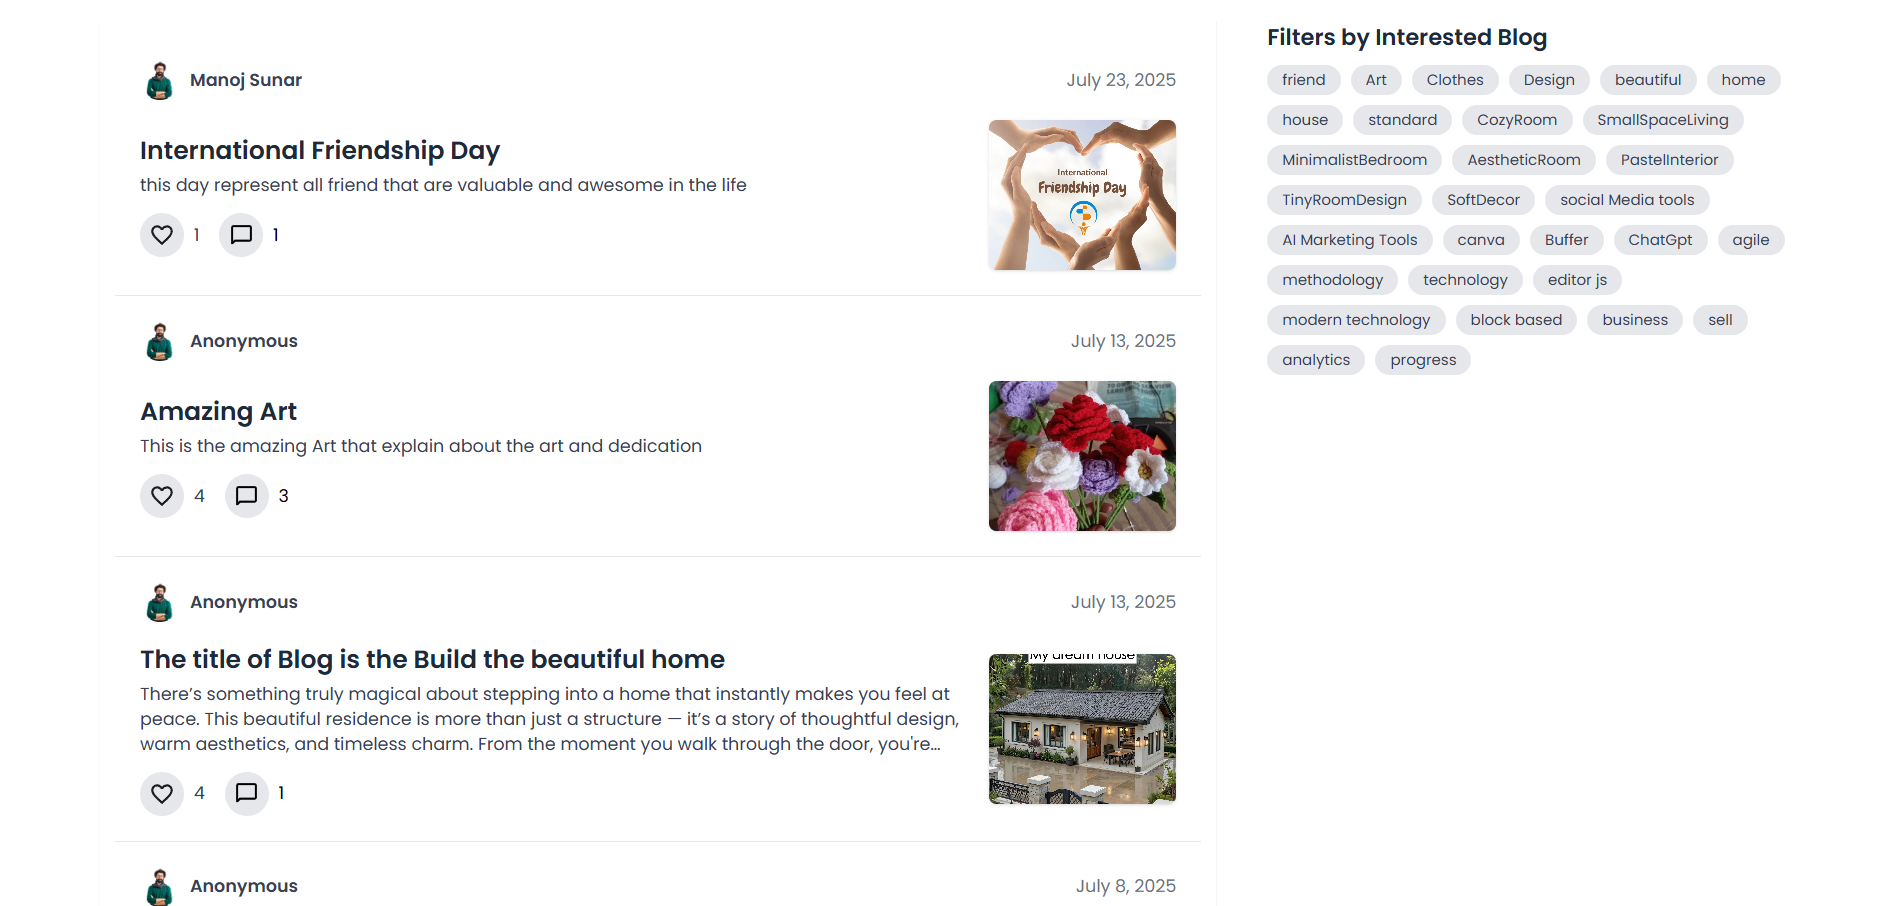 Manoj Sunar
July 23, 2025
International Friendship Day
this day represent all friend that are valuable and awesome in the life
1 1
International
Friendship Day
Anonymous
July 13, 2025
Amazing Art
This is the amazing Art that explain about the art and dedication
4 3
Anonymous
July 13, 2025
The title of Blog is the Build the beautiful home
There’s something truly magical about stepping into a home that instantly makes you feel at
peace. This beautiful residence is more than just a structure — it’s a story of thoughtful design,
warm aesthetics, and timeless charm. From the moment you walk through the door, you're...
4 1
My dream house
Anonymous
July 8, 2025
Filters by Interested Blog
friend Art Clothes Design beautiful home
house standard CozyRoom SmallSpaceLiving
MinimalistBedroom AestheticRoom PastelInterior
TinyRoomDesign SoftDecor social Media tools
AI Marketing Tools canva Buffer ChatGpt agile
methodology technology editor js
modern technology block based business sell
analytics progress